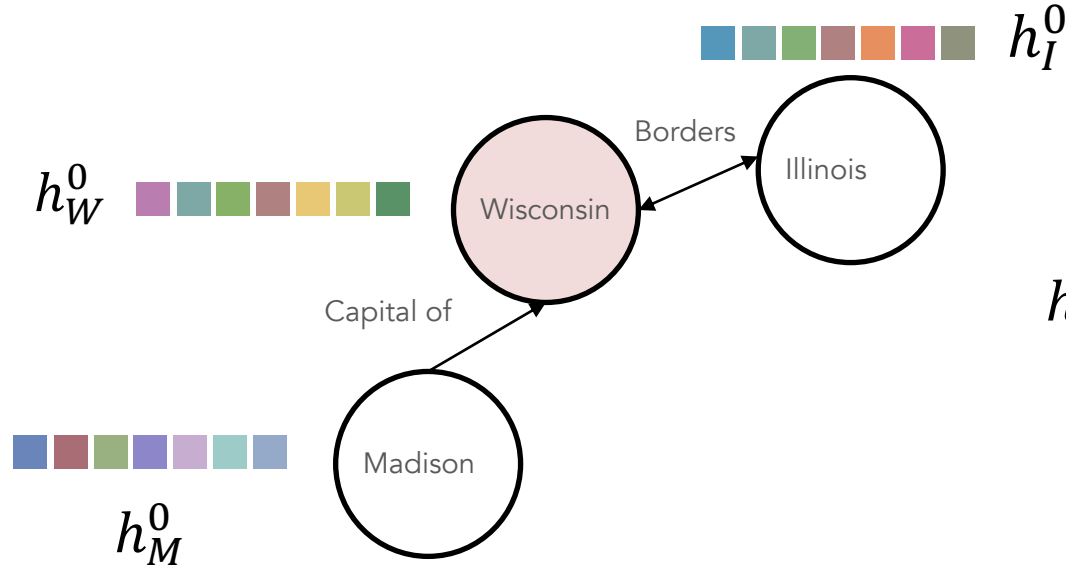 $h_I^0$
Borders
Illinois
$h_W^0$
Wisconsin
Capital of
h
Madison
$h_M^0$